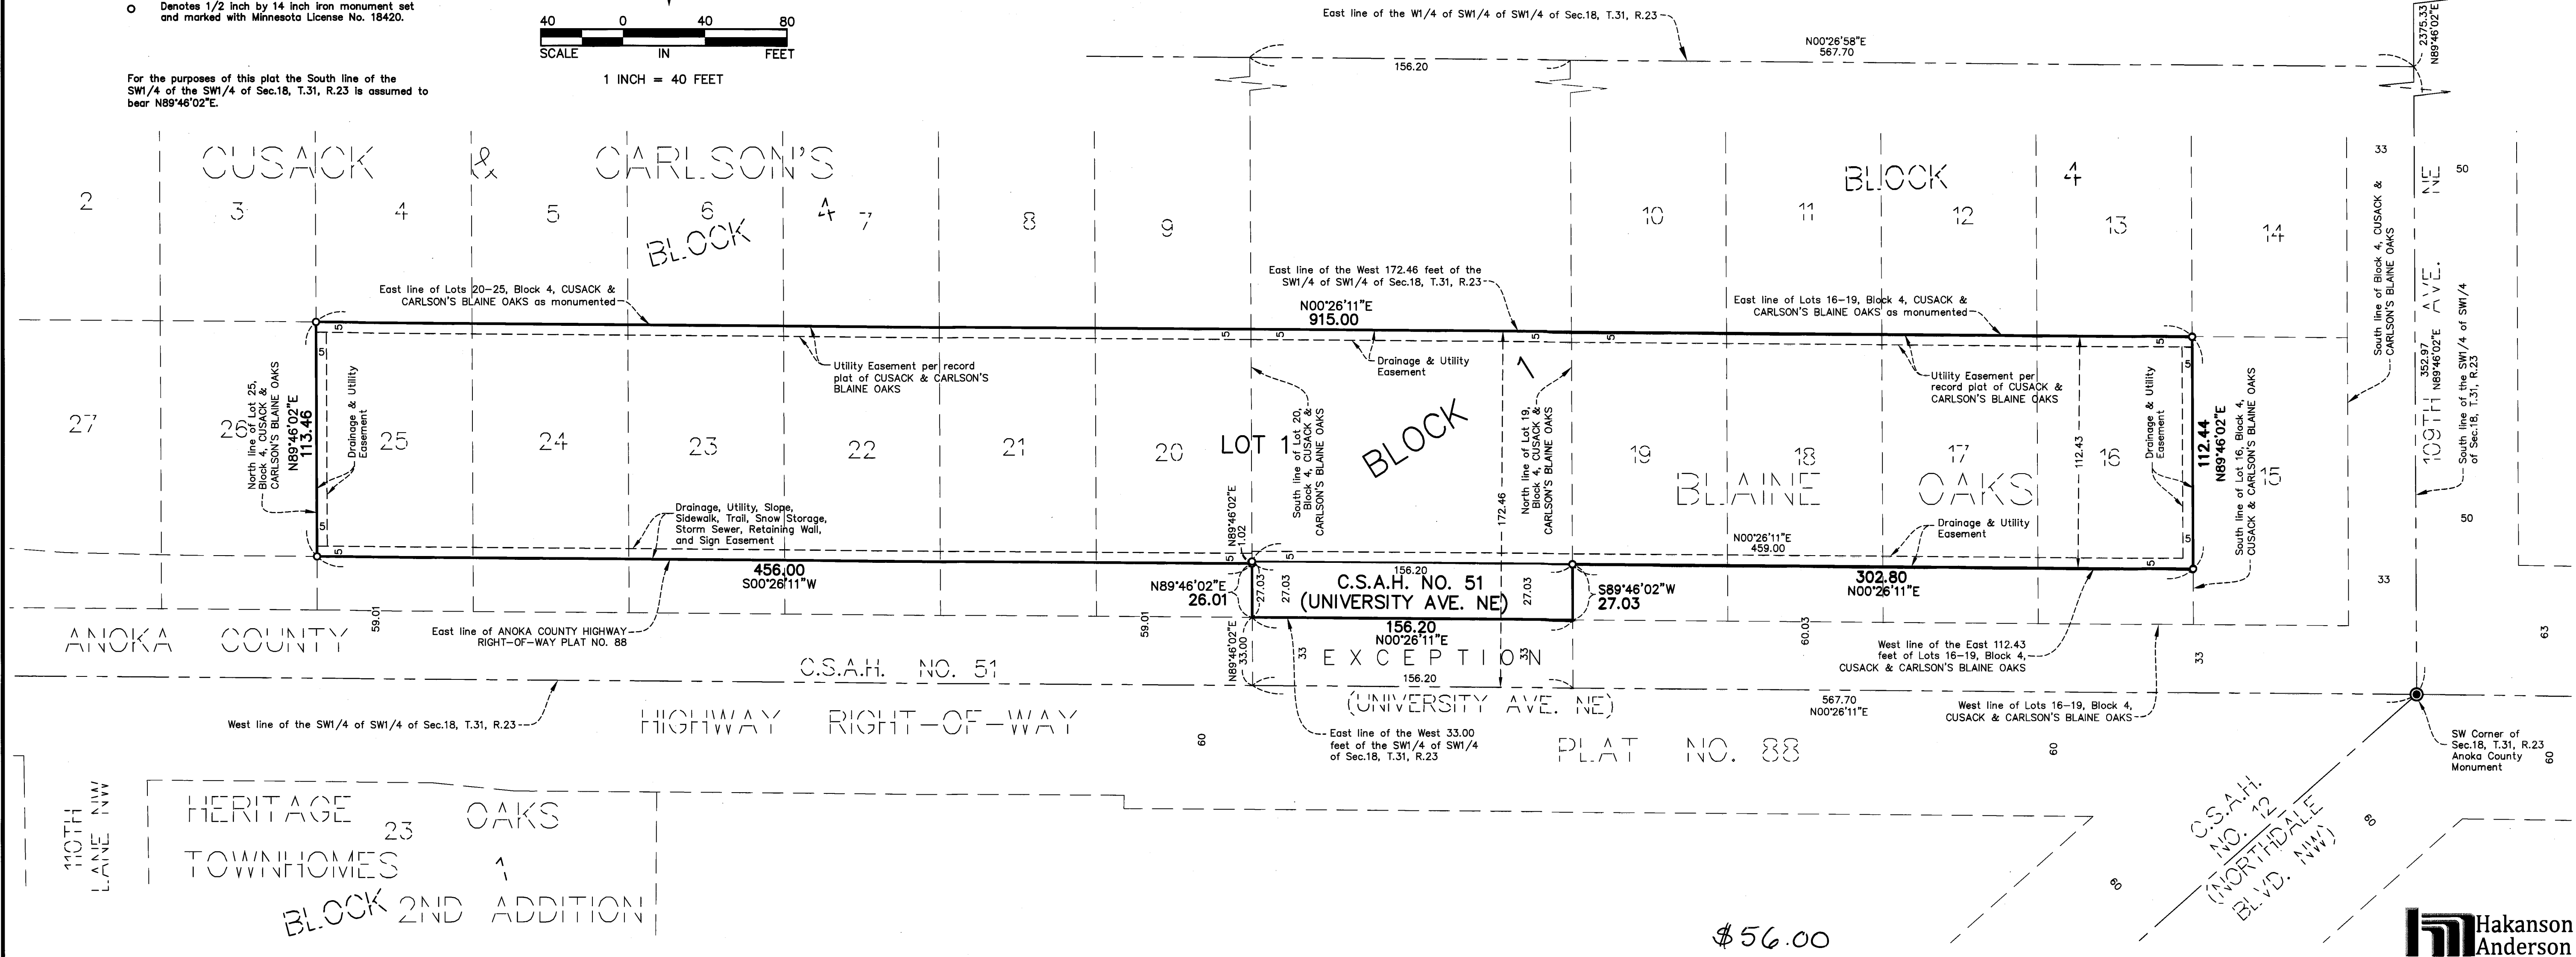 Denotes 1/2 inch by 14 inch iron monument set
and marked with Minnesota License No. 18420.
40 0 40 80
SCALE IN FEET
1 INCH = 40 FEET
For the purposes of this plat the South line of the
SW1/4 of the SW1/4 of Sec.18, T.31, R.23 is assumed to
bear N89°46'02"E.
East line of the W1/4 of SW1/4 of SW1/4 of Sec.18, T.31, R.23
N00°26'58"E
567.70
156.20
2375.33
N89°46'02"E
CUSACK & CARLSON'S
BLOCK 4
2
3
4
5
6
4
7
8
9
BLOCK
10
11
12
13
14
33
50
South line of Block 4, CUSACK &
CARLSON'S BLAINE OAKS
109TH AVE. NE
352.97
N89°46'02"E
South line of the SW1/4 of SW1/4
of Sec.18, T.31, R.23
50
33
East line of Lots 20-25, Block 4, CUSACK &
CARLSON'S BLAINE OAKS as monumented
East line of the West 172.46 feet of the
SW1/4 of SW1/4 of Sec.18, T.31, R.23
N00°26'11"E
915.00
East line of Lots 16-19, Block 4, CUSACK &
CARLSON'S BLAINE OAKS as monumented
5
5
5
5
5
5
5
5
Utility Easement per record
plat of CUSACK & CARLSON'S
BLAINE OAKS
Drainage & Utility
Easement
1
Utility Easement per
record plat of CUSACK &
CARLSON'S BLAINE OAKS
North line of Lot 25,
Block 4, CUSACK &
CARLSON'S BLAINE OAKS
N89°46'02"E
113.46
Drainage & Utility
Easement
27
26
25
24
23
22
21
20
LOT 1
South line of Lot 20,
Block 4, CUSACK &
CARLSON'S BLAINE OAKS
BLOCK
172.46
North line of Lot 19,
Block 4, CUSACK &
CARLSON'S BLAINE OAKS
19
18
17
16
15
BLAINE OAKS
112.43
Drainage & Utility
Easement
112.44
N89°46'02"E
South line of Lot 16, Block 4,
CUSACK & CARLSON'S BLAINE OAKS
Drainage, Utility, Slope,
Sidewalk, Trail, Snow Storage,
Storm Sewer, Retaining Wall,
and Sign Easement
N89°46'02"E
1.02
Drainage & Utility
Easement
N00°26'11"E
459.00
5
5
5
5
5
456.00
S00°26'11"W
156.20
N89°46'02"E
26.01
27.03
27.03
C.S.A.H. NO. 51
(UNIVERSITY AVE. NE)
27.03
S89°46'02"W
27.03
302.80
N00°26'11"E
156.20
N00°26'11"E
59.01
59.01
60.03
33
63
ANOKA COUNTY
East line of ANOKA COUNTY HIGHWAY
RIGHT-OF-WAY PLAT NO. 88
N89°46'02"E
33.00
33
EXCEPTION
33
West line of the East 112.43
feet of Lots 16-19, Block 4,
CUSACK & CARLSON'S BLAINE OAKS
C.S.A.H. NO. 51
156.20
(UNIVERSITY AVE. NE)
567.70
N00°26'11"E
West line of Lots 16-19, Block 4,
CUSACK & CARLSON'S BLAINE OAKS
West line of the SW1/4 of SW1/4 of Sec.18, T.31, R.23
HIGHWAY RIGHT-OF-WAY PLAT NO. 88
60
60
60
East line of the West 33.00
feet of the SW1/4 of SW1/4
of Sec.18, T.31, R.23
SW Corner of
Sec.18, T.31, R.23
Anoka County
Monument
110TH
LANE NW
HERITAGE OAKS
23
TOWNHOMES
1
BLOCK 2ND ADDITION
C.S.A.H.
NO. 12
(NORTHDALE
BLVD. NW)
60
60
$56.00
Hakanson
Anderson